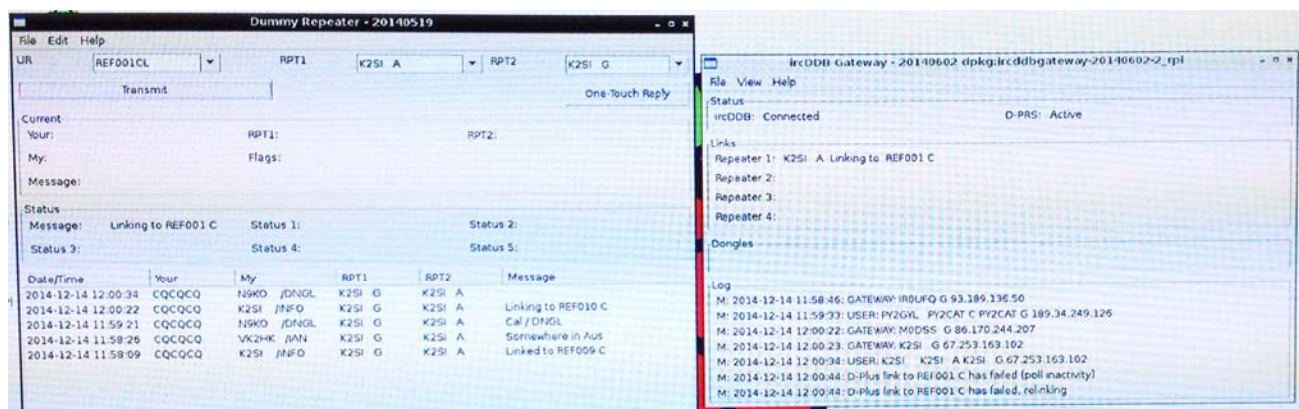 Dummy Repeater - 20140519
File Edit Help
UR REF001CL RPT1 K2SI A RPT2 K2SI G
Transmit One-Touch Reply
Current
Your: RPT1: RPT2:
My: Flags:
Message:
Status
Message: Linking to REF001 C Status 1: Status 2:
Status 3: Status 4: Status 5:
Date/Time Your My RPT1 RPT2 Message
2014-12-14 12:00:34 CQCQCQ N9KO /DNGL K2SI G K2SI A
2014-12-14 12:00:22 CQCQCQ K2SI /INFO K2SI G K2SI A Linking to REF010 C
2014-12-14 11:59:21 CQCQCQ N9KO /DNGL K2SI G K2SI A Cal / DNGL
2014-12-14 11:58:26 CQCQCQ VK2HK /IAN K2SI G K2SI A Somewhere in Aus
2014-12-14 11:58:09 CQCQCQ K2SI /INFO K2SI G K2SI A Linked to REF009 C
ircDDB Gateway - 20140602 dpkg:ircddbgateway-20140602-2_rpi
File View Help
Status
ircDDB: Connected D-PRS: Active
Links
Repeater 1: K2SI A Linking to REF001 C
Repeater 2:
Repeater 3:
Repeater 4:
Dongles
Log
M: 2014-12-14 11:58:46: GATEWAY: IR0UFQ G 93.189.136.50
M: 2014-12-14 11:59:33: USER: PY2GYL PY2CAT C PY2CAT G 189.34.249.126
M: 2014-12-14 12:00:22: GATEWAY: M0DSS G 86.170.244.207
M: 2014-12-14 12:00:23: GATEWAY: K2SI G 67.253.163.102
M: 2014-12-14 12:00:34: USER: K2SI K2SI A K2SI G 67.253.163.102
M: 2014-12-14 12:00:44: D-Plus link to REF001 C has failed (poll inactivity)
M: 2014-12-14 12:00:44: D-Plus link to REF001 C has failed, relinking